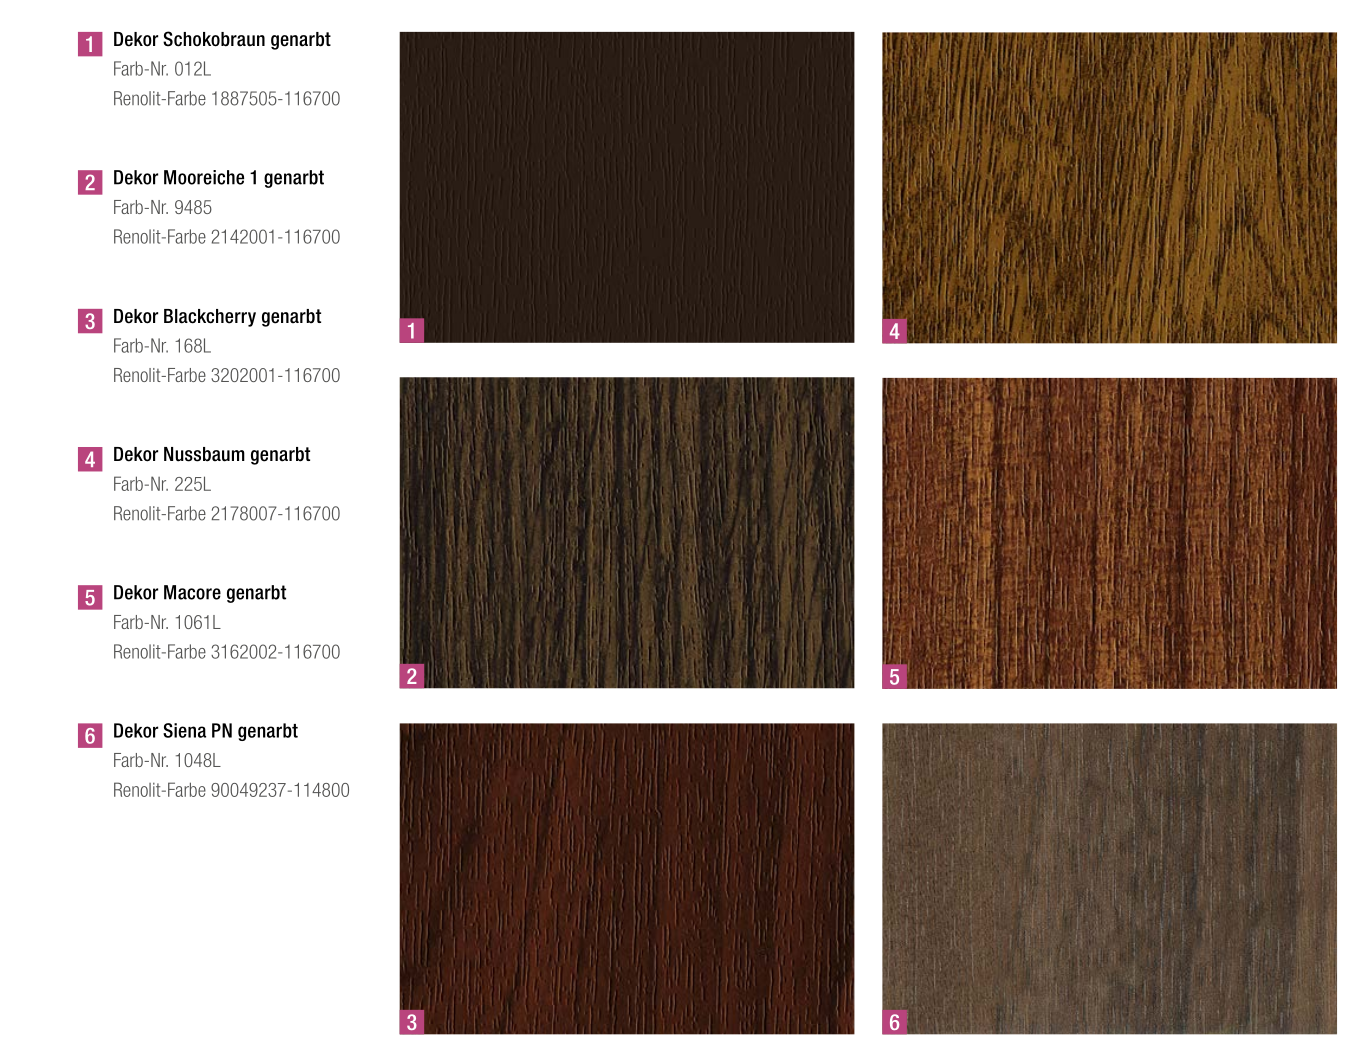 1 Dekor Schokobraun genarbt
Farb-Nr. 012L
Renolit-Farbe 1887505-116700
2 Dekor Mooreiche 1 genarbt
Farb-Nr. 9485
Renolit-Farbe 2142001-116700
3 Dekor Blackcherry genarbt
Farb-Nr. 168L
Renolit-Farbe 3202001-116700
4 Dekor Nussbaum genarbt
Farb-Nr. 225L
Renolit-Farbe 2178007-116700
5 Dekor Macore genarbt
Farb-Nr. 1061L
Renolit-Farbe 3162002-116700
6 Dekor Siena PN genarbt
Farb-Nr. 1048L
Renolit-Farbe 90049237-114800
1
4
2
5
3
6